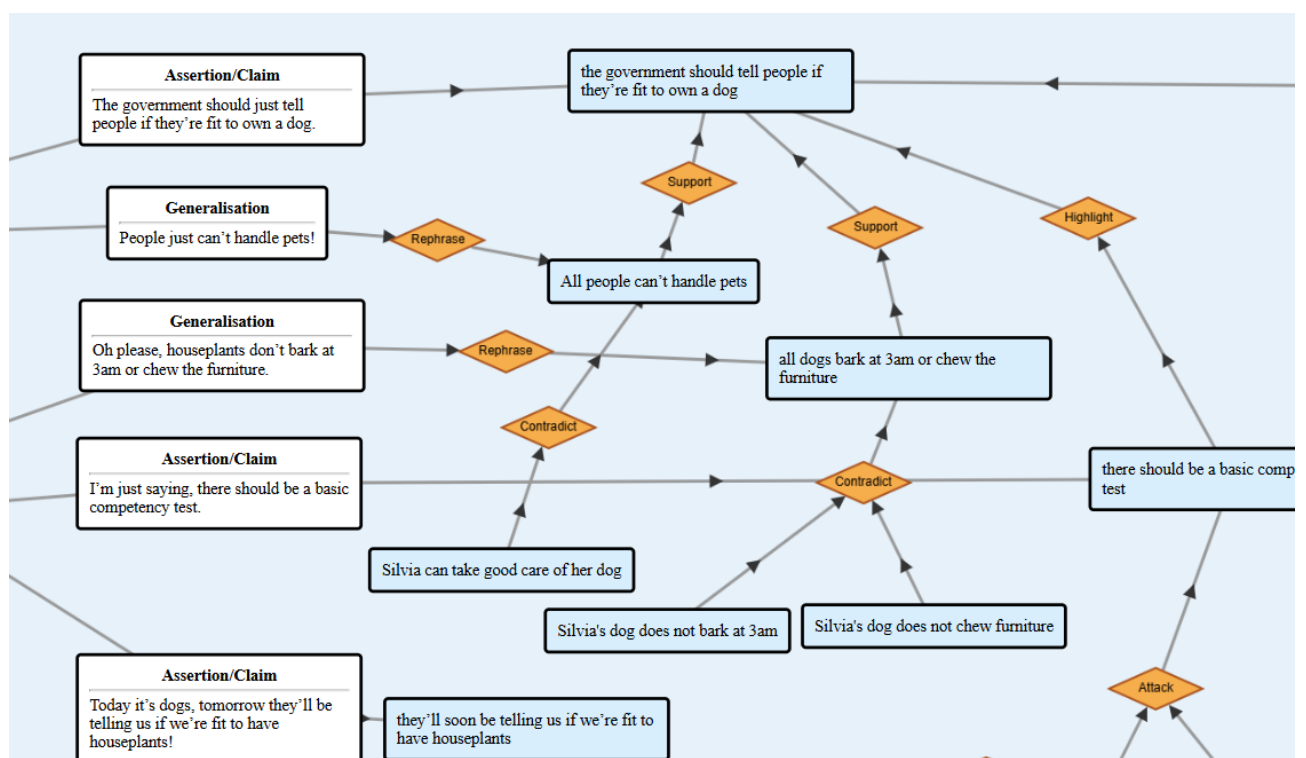 Assertion/Claim
The government should just tell
people if they’re fit to own a dog.
the government should tell people if
they’re fit to own a dog
Support
Generalisation
People just can’t handle pets!
Rephrase
Support
Highlight
All people can’t handle pets
Generalisation
Oh please, houseplants don’t bark at
3am or chew the furniture.
Rephrase
all dogs bark at 3am or chew the
furniture
Contradict
Assertion/Claim
I’m just saying, there should be a basic
competency test.
Contradict
there should be a basic comp
test
Silvia can take good care of her dog
Silvia's dog does not bark at 3am
Silvia's dog does not chew furniture
Assertion/Claim
Today it’s dogs, tomorrow they’ll be
telling us if we’re fit to have
houseplants!
they’ll soon be telling us if we’re fit to
have houseplants
Attack